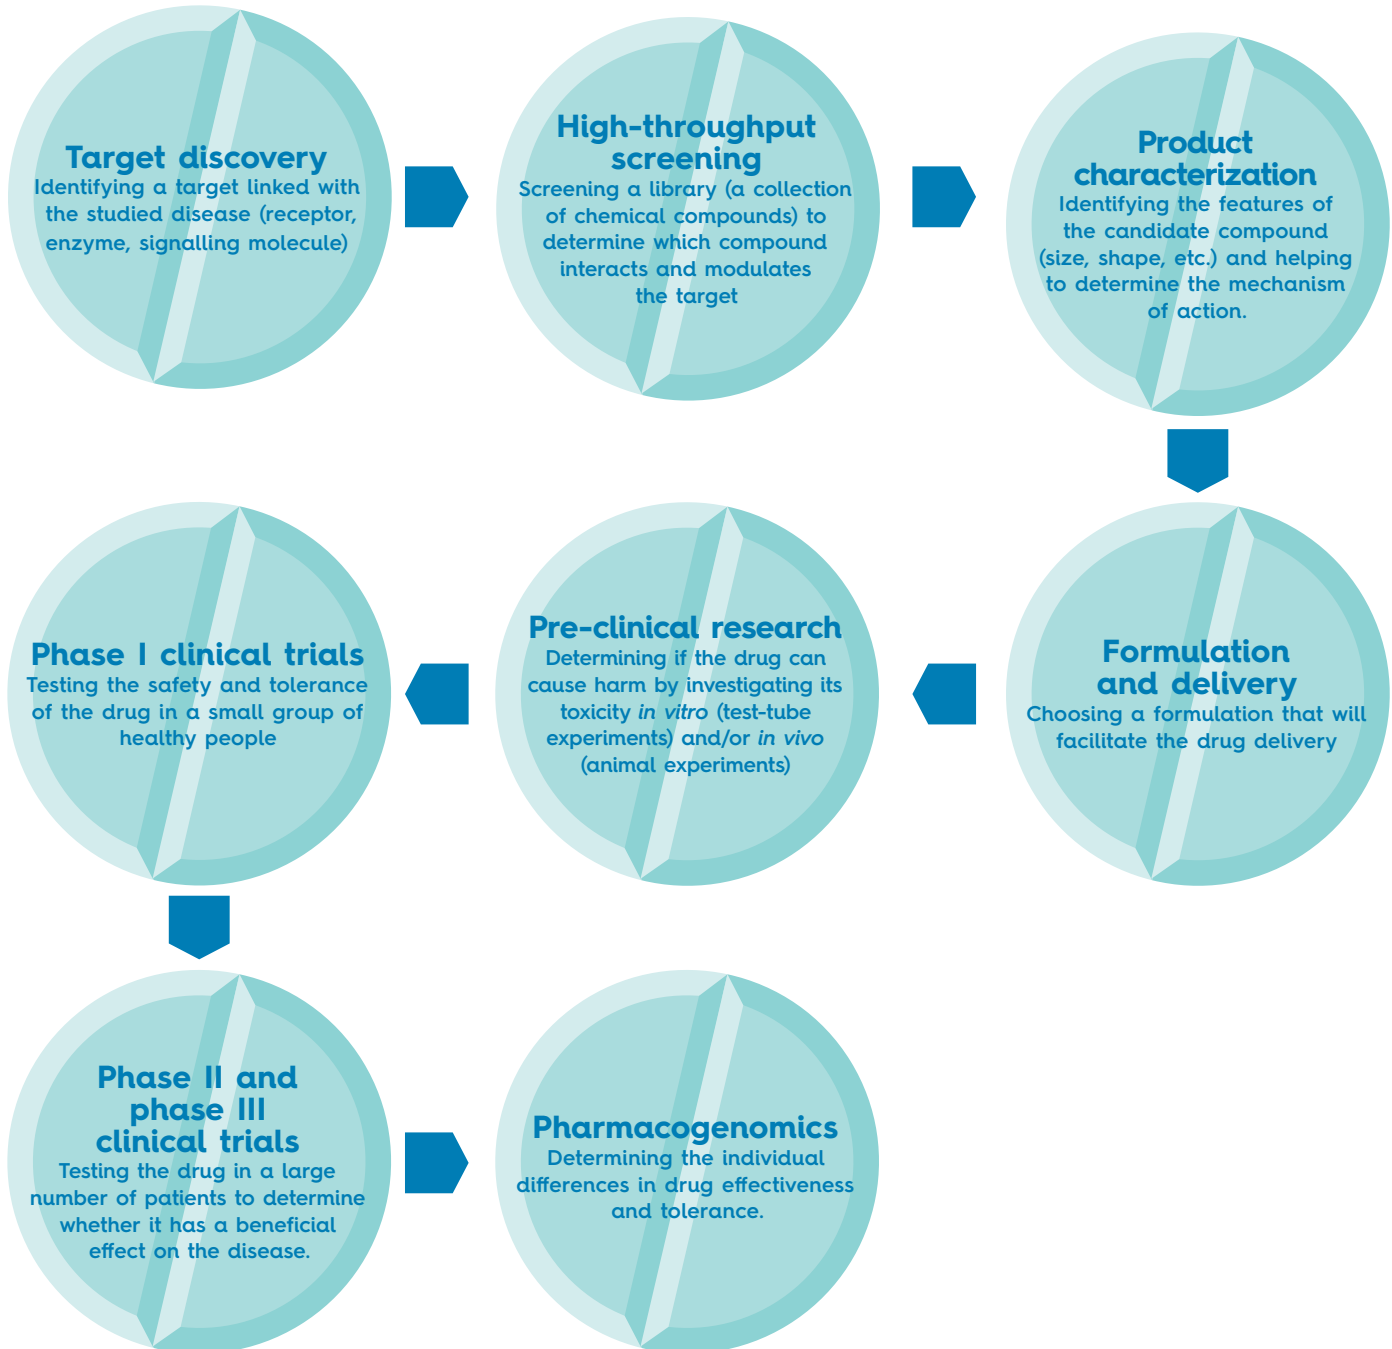 Target discovery
Identifying a target linked with
the studied disease (receptor,
enzyme, signalling molecule)
High-throughput
screening
Screening a library (a collection
of chemical compounds) to
determine which compound
interacts and modulates
the target
Product
characterization
Identifying the features of
the candidate compound
(size, shape, etc.) and helping
to determine the mechanism
of action.
Formulation
and delivery
Choosing a formulation that will
facilitate the drug delivery
Pre-clinical research
Determining if the drug can
cause harm by investigating its
toxicity in vitro (test-tube
experiments) and/or in vivo
(animal experiments)
Phase I clinical trials
Testing the safety and tolerance
of the drug in a small group of
healthy people
Phase II and
phase III
clinical trials
Testing the drug in a large
number of patients to determine
whether it has a beneficial
effect on the disease.
Pharmacogenomics
Determining the individual
differences in drug effectiveness
and tolerance.